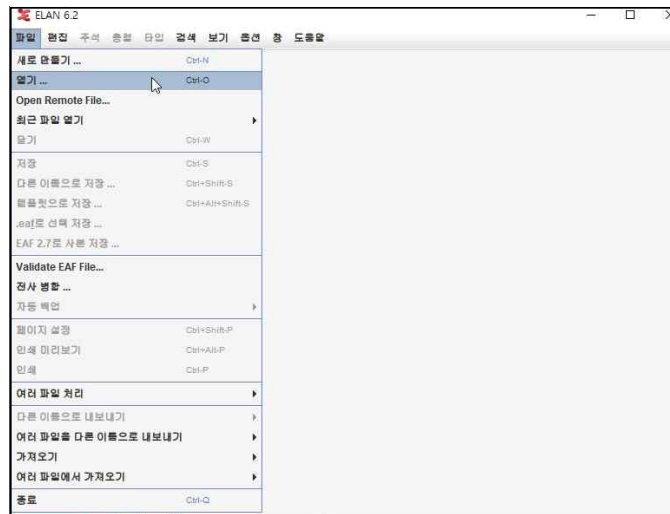 ELAN 6.2
파일 편집 주석 층렬 타입 검색 보기 옵션 창 도움말
새로 만들기 ... Ctrl-N
열기 ... Ctrl-O
Open Remote File...
최근 파일 열기
닫기 Ctrl-W
저장 Ctrl-S
다른 이름으로 저장 ... Ctrl+Shift-S
템플릿으로 저장 ... Ctrl+Alt+Shift-S
.eaf로 선택 저장 ...
EAF 2.7로 사본 저장 ...
Validate EAF File...
전사 병합 ...
자동 백업
페이지 설정 Ctrl+Shift-P
인쇄 미리보기 Ctrl+Alt-P
인쇄 Ctrl-P
여러 파일 처리
다른 이름으로 내보내기
여러 파일을 다른 이름으로 내보내기
가져오기
여러 파일에서 가져오기
종료 Ctrl-Q